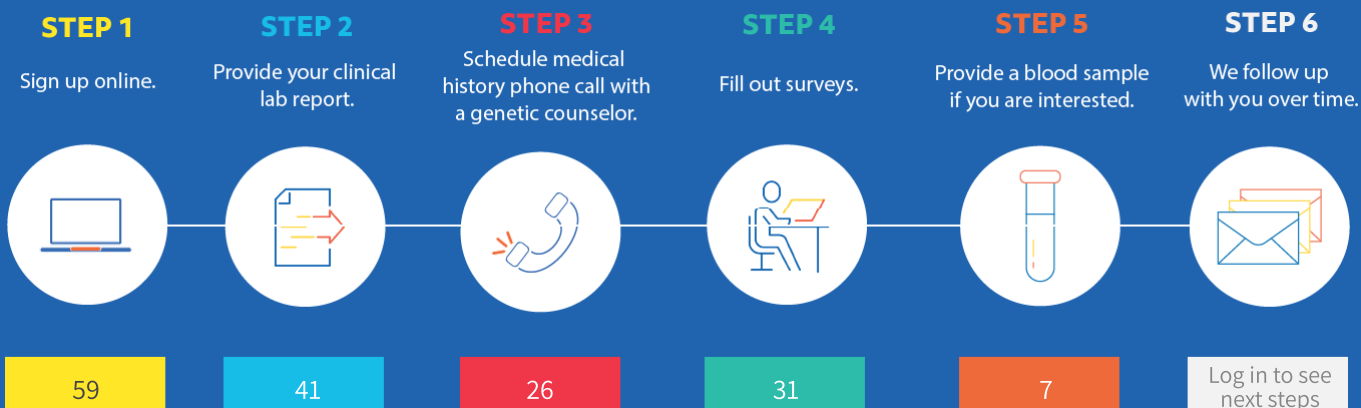 STEP 1
Sign up online.
STEP 2
Provide your clinical
lab report.
STEP 3
Schedule medical
history phone call with
a genetic counselor.
STEP 4
Fill out surveys.
STEP 5
Provide a blood sample
if you are interested.
STEP 6
We follow up
with you over time.
59
41
26
31
7
Log in to see
next steps